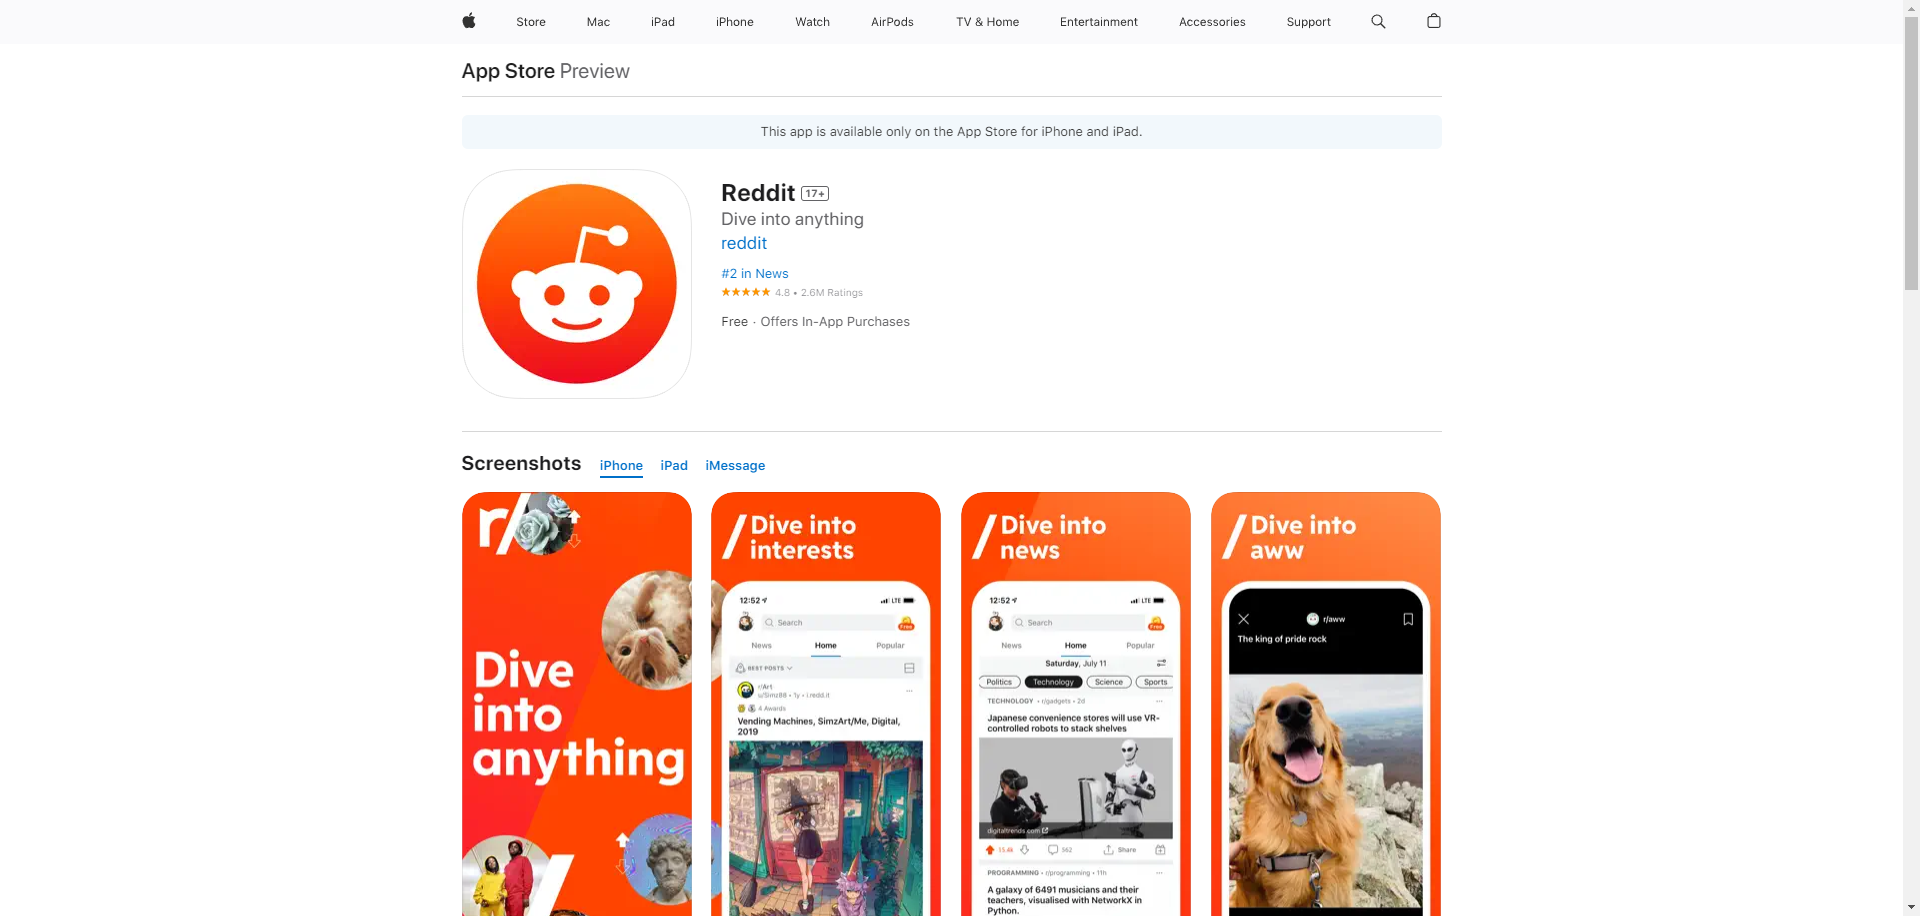 Store
Mac
iPad
iPhone
Watch
AirPods
TV & Home
Entertainment
Accessories
Support
App Store Preview
This app is available only on the App Store for iPhone and iPad.
Reddit 17+
Dive into anything
reddit
#2 in News
★★★★★ 4.8 • 2.6M Ratings
Free · Offers In-App Purchases
Screenshots
iPhone
iPad
iMessage
r/
Dive
into
anything
/Dive into
interests
12:52
LTE
Search
Free
News
Home
Popular
BEST POSTS
r/Art
u/Simz88 • 1y • i.redd.it
4 Awards
Vending Machines, SimzArt/Me, Digital,
2019
/Dive into
news
12:52
LTE
Search
Free
News
Home
Popular
Saturday, July 11
Politics
Technology
Science
Sports
TECHNOLOGY • r/gadgets • 2d
Japanese convenience stores will use VR-
controlled robots to stack shelves
digitaltrends.com
15.4k
562
Share
PROGRAMMING • r/programming • 11h
A galaxy of 6491 musicians and their
teachers, visualised with NetworkX in
Python.
/Dive into
aww
r/aww
The king of pride rock